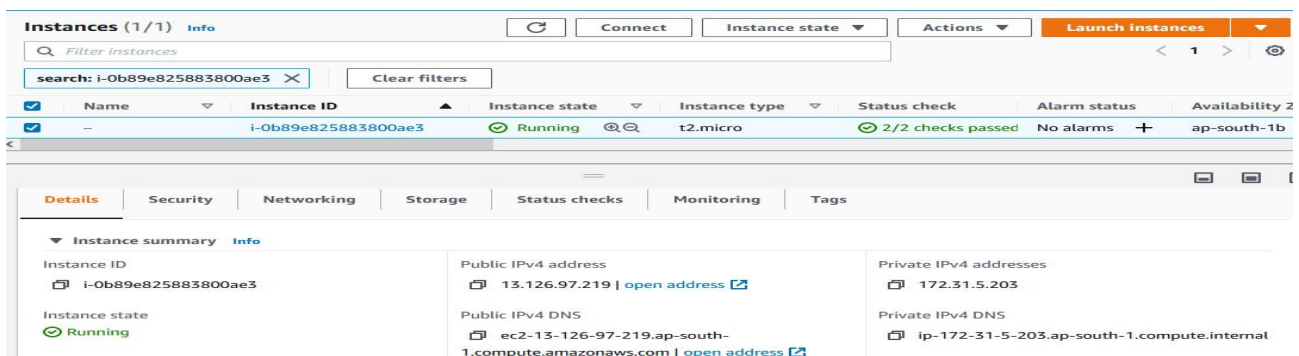 Instances (1/1) Info Connect Instance state Actions Launch instances
Filter instances < 1 >
search: i-0b89e825883800ae3 Clear filters
Name Instance ID Instance state Instance type Status check Alarm status Availability Z
– i-0b89e825883800ae3 Running t2.micro 2/2 checks passed No alarms + ap-south-1b
Details Security Networking Storage Status checks Monitoring Tags
Instance summary Info
Instance ID Public IPv4 address Private IPv4 addresses
i-0b89e825883800ae3 13.126.97.219 | open address 172.31.5.203
Instance state Public IPv4 DNS Private IPv4 DNS
Running ec2-13-126-97-219.ap-south- ip-172-31-5-203.ap-south-1.compute.internal
1.compute.amazonaws.com | open address